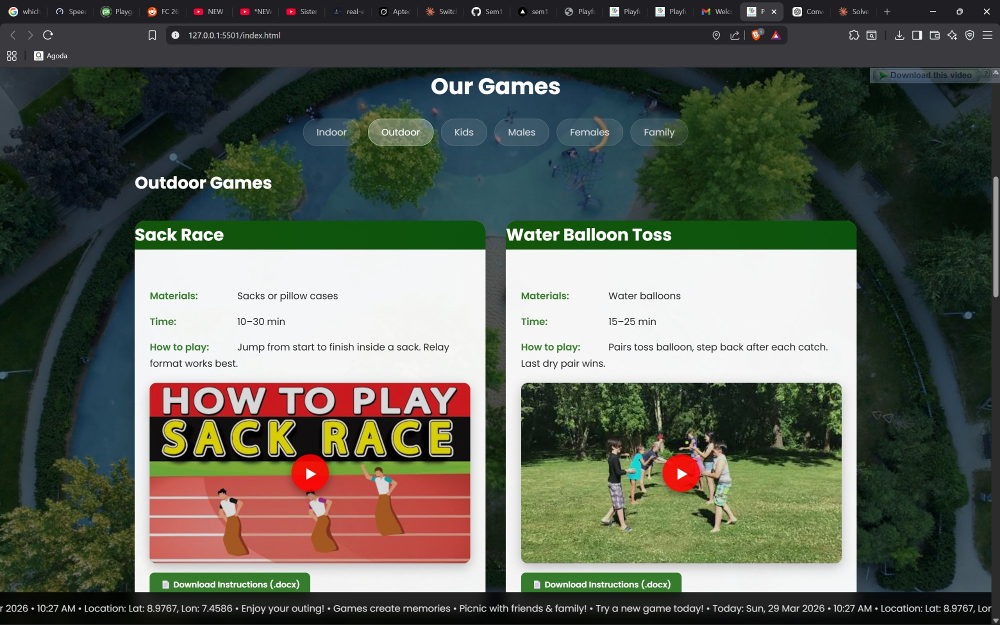 which
Speed
Playg
FC 26
NEW
*NEW
Sister
real-e
Aptec
Switch
Sem1
sem1
Playfu
Playfu
Playfu
Welco
P
Conv
Solve
127.0.0.1:5501/index.html
1
Agoda
Download this video
?
Our Games
Indoor
Outdoor
Kids
Males
Females
Family
Outdoor Games
Sack Race
Materials: Sacks or pillow cases
Time: 10–30 min
How to play: Jump from start to finish inside a sack. Relay
format works best.
HOW TO PLAY
SACK RACE
Download Instructions (.docx)
Water Balloon Toss
Materials: Water balloons
Time: 15–25 min
How to play: Pairs toss balloon, step back after each catch.
Last dry pair wins.
Download Instructions (.docx)
r 2026 • 10:27 AM • Location: Lat: 8.9767, Lon: 7.4586 • Enjoy your outing! • Games create memories • Picnic with friends & family! • Try a new game today! • Today: Sun, 29 Mar 2026 • 10:27 AM • Location: Lat: 8.9767, Lor